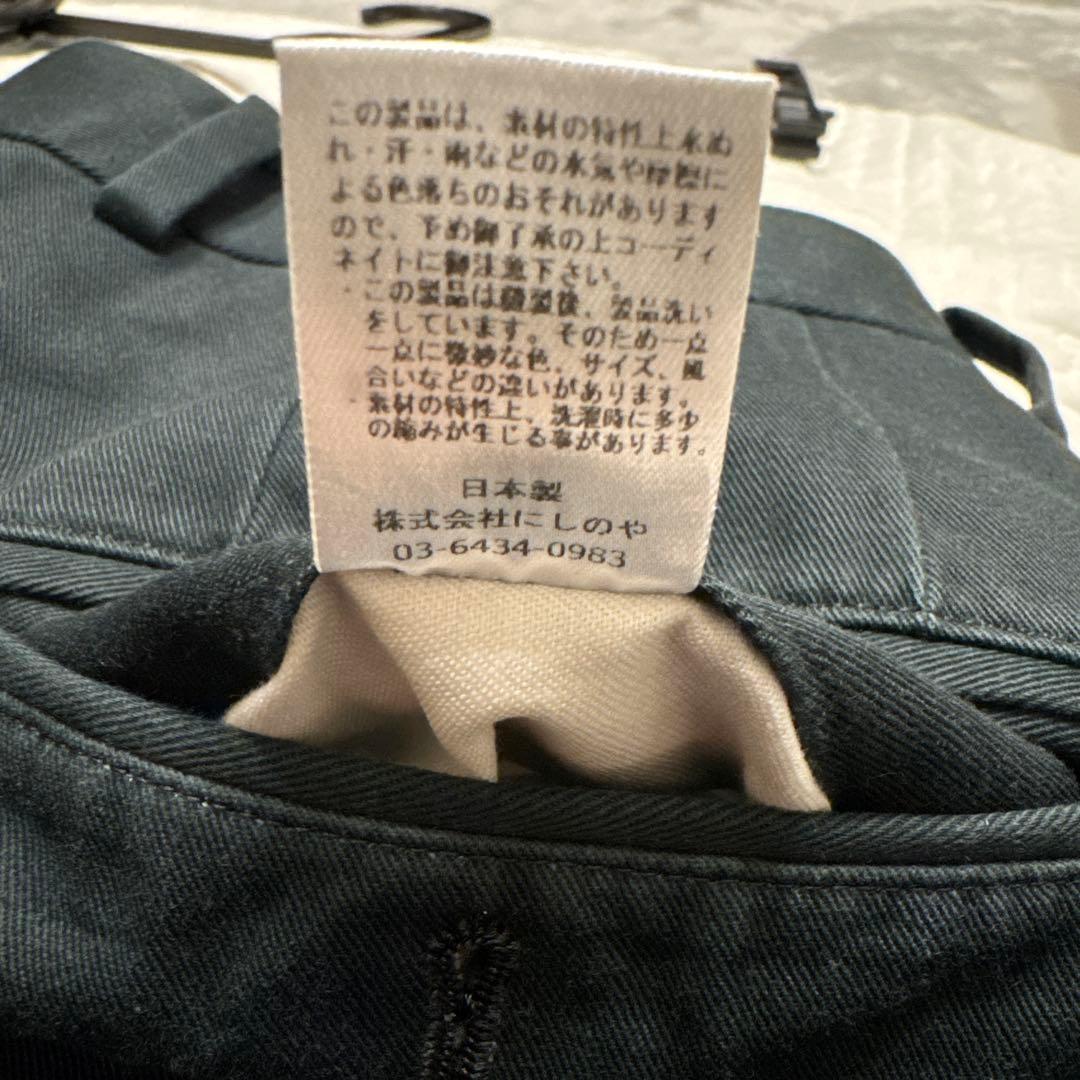 この製品は、素材の特性上水ぬ
れ・汗・雨などの水気や摩擦に
よる色落ちのおそれがあります
ので、予め御了承の上コーディ
ネイトに御注意下さい。
・この製品は縫製後、製品洗い
をしています。そのため一点
一点に微妙な色、サイズ、風
合いなどの違いがあります。
・素材の特性上、洗濯時に多少
の縮みが生じる事があります。
日本製
株式会社にしのや
03-6434-0983